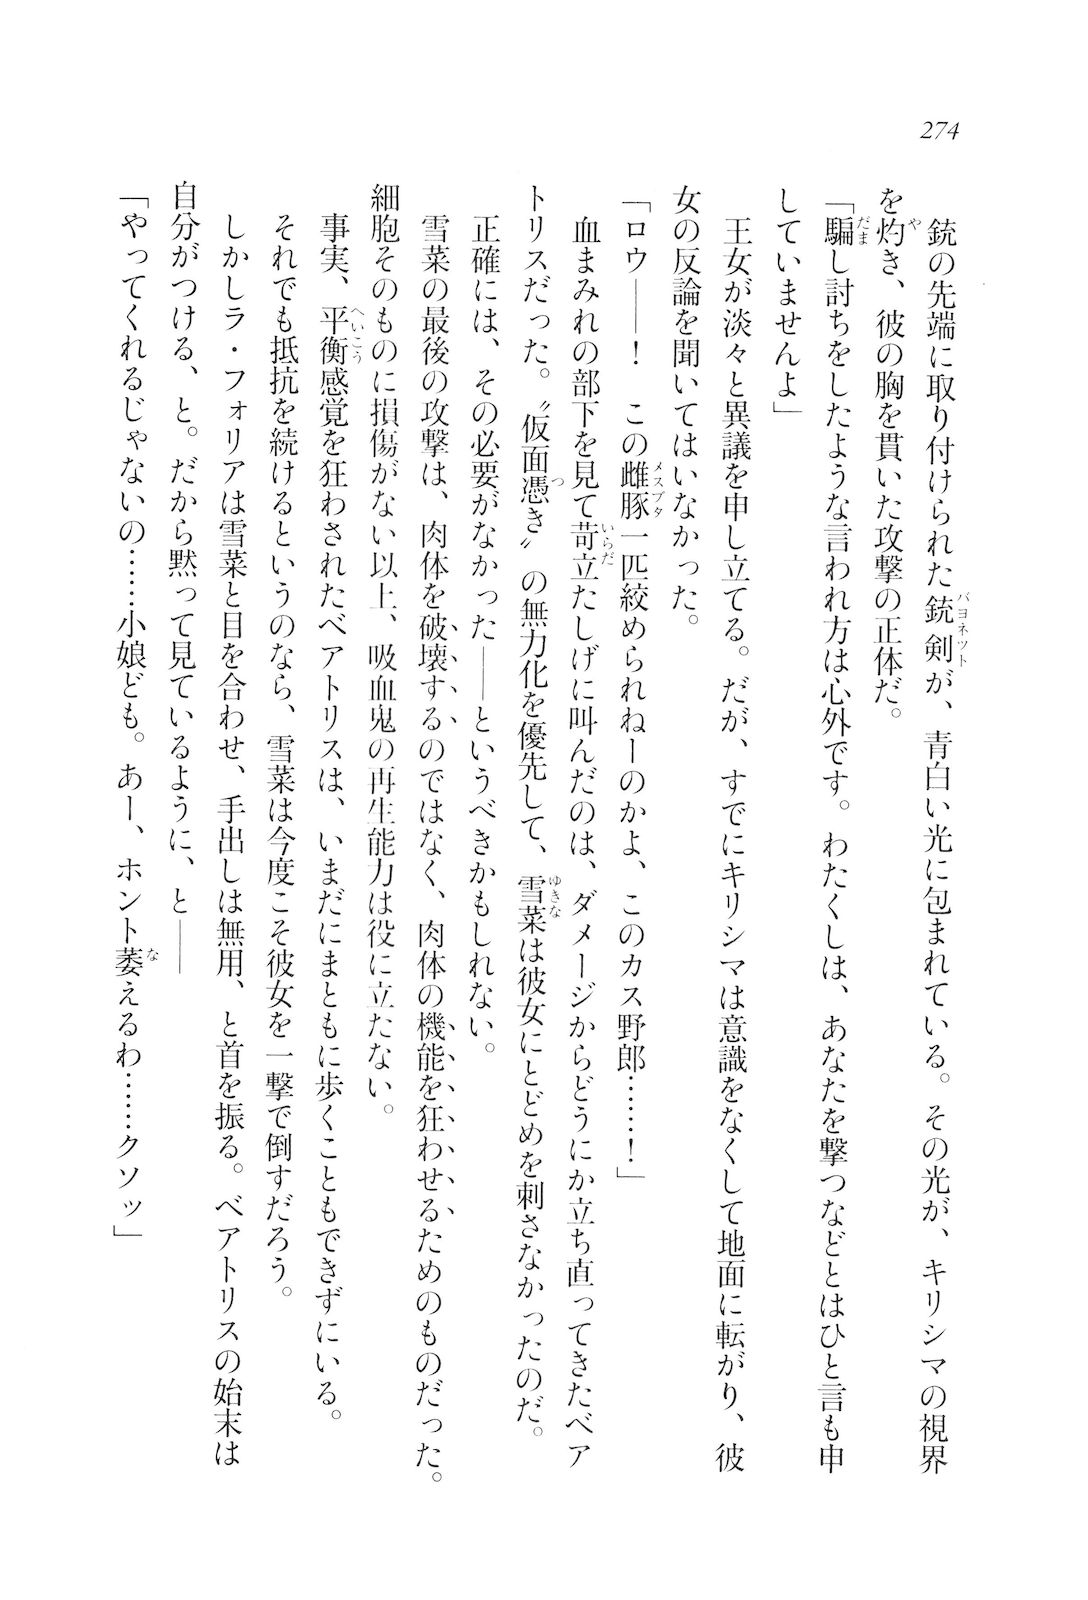 274
　銃の先端に取り付けられた銃剣が、青白い光に包まれている。その光が、キリシマの視界
を灼き、彼の胸を貫いた攻撃の正体だ。
「騙し討ちをしたような言われ方は心外です。わたくしは、あなたを撃つなどとはひと言も申
していませんよ」
　王女が淡々と異議を申し立てる。だが、すでにキリシマは意識をなくして地面に転がり、彼
女の反論を聞いてはいなかった。
「ロウ――！　この雌豚一匹絞められねーのかよ、このカス野郎……！」
　血まみれの部下を見て苛立たしげに叫んだのは、ダメージからどうにか立ち直ってきたベア
トリスだった。〝仮面憑き〟の無力化を優先して、雪菜は彼女にとどめを刺さなかったのだ。
　正確には、その必要がなかった――というべきかもしれない。
　雪菜の最後の攻撃は、肉体を破壊するのではなく、肉体の機能を狂わせるためのものだった。
細胞そのものに損傷がない以上、吸血鬼の再生能力は役に立たない。
　事実、平衡感覚を狂わされたベアトリスは、いまだにまともに歩くこともできずにいる。
　それでも抵抗を続けるというのなら、雪菜は今度こそ彼女を一撃で倒すだろう。
　しかしラ・フォリアは雪菜と目を合わせ、手出しは無用、と首を振る。ベアトリスの始末は
自分がつける、と。だから黙って見ているように、と――
「やってくれるじゃないの……小娘ども。あー、ホント萎えるわ……クソッ」